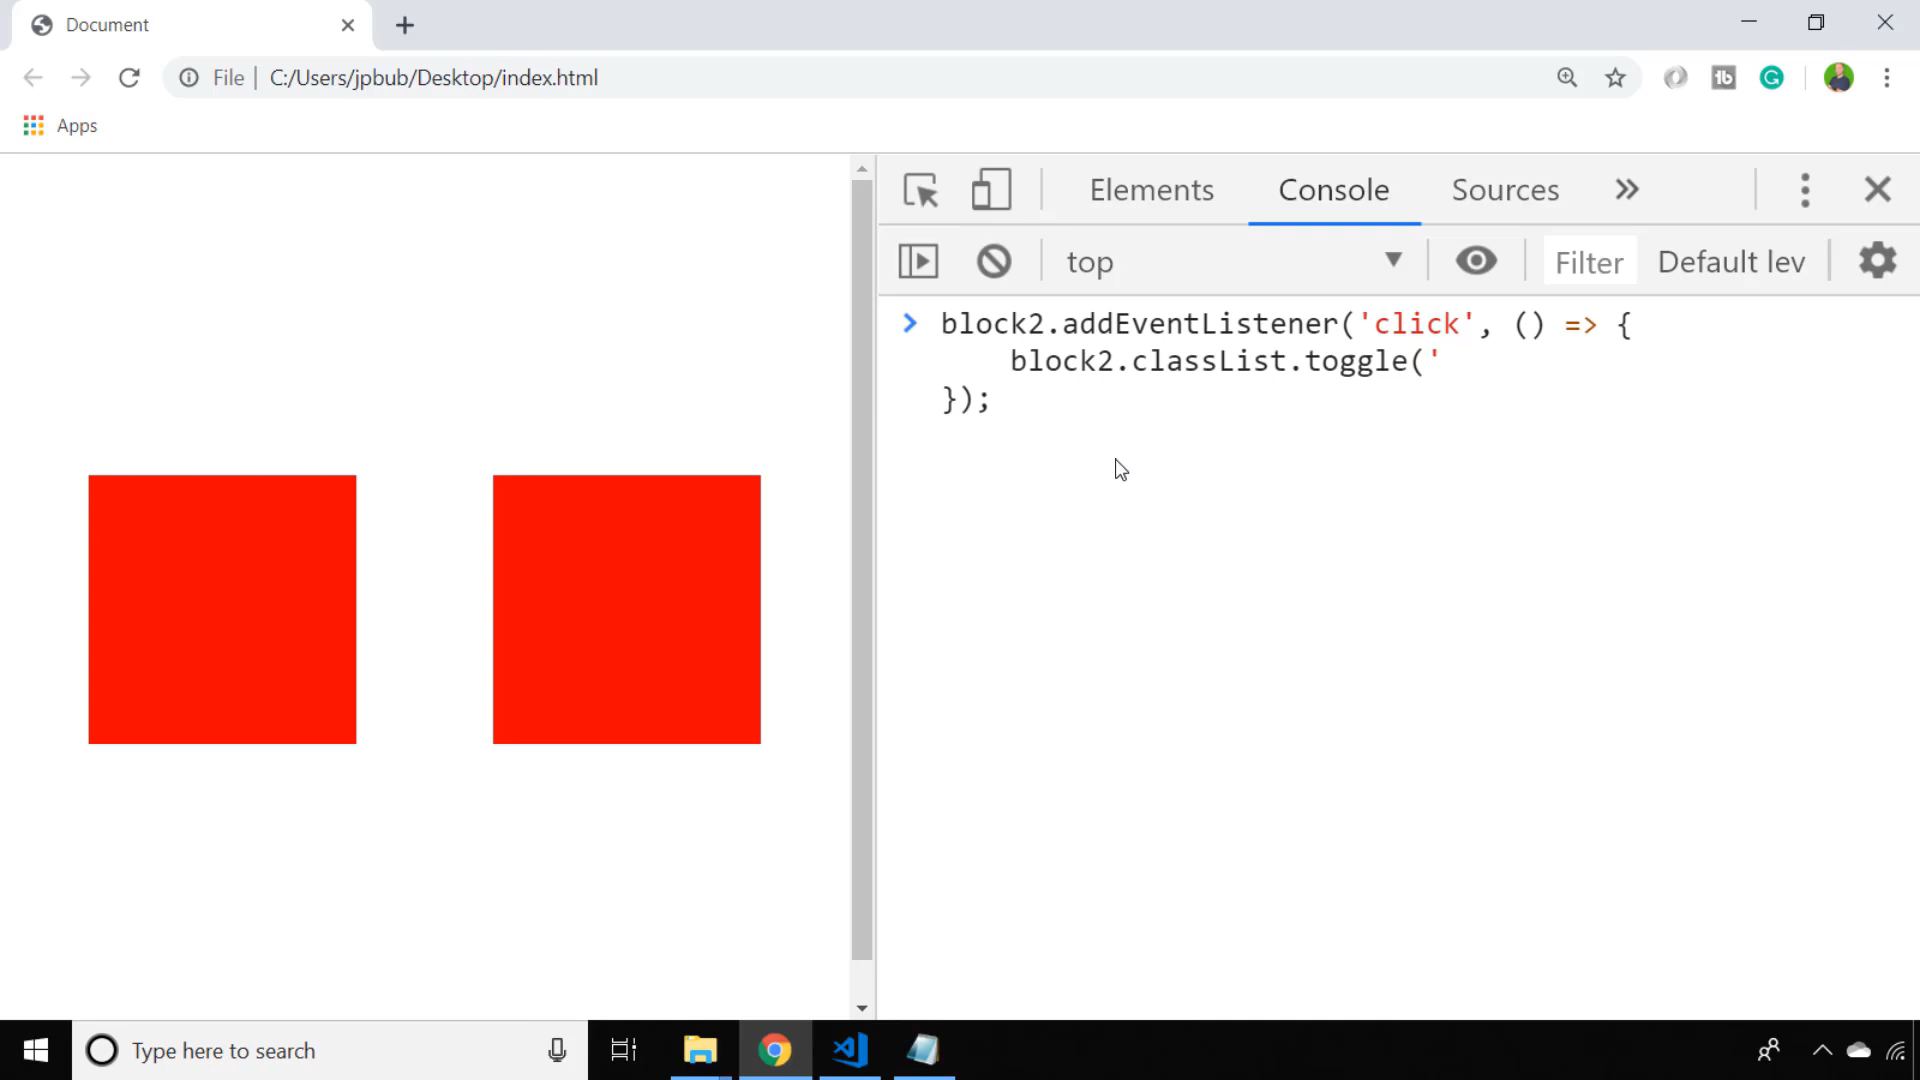 Document
File
C:/Users/jpbub/Desktop/index.html
Apps
Elements
Console
Sources
top
Filter
Default lev
block2.addEventListener('click', () => {
block2.classList.toggle('
});
Type here to search